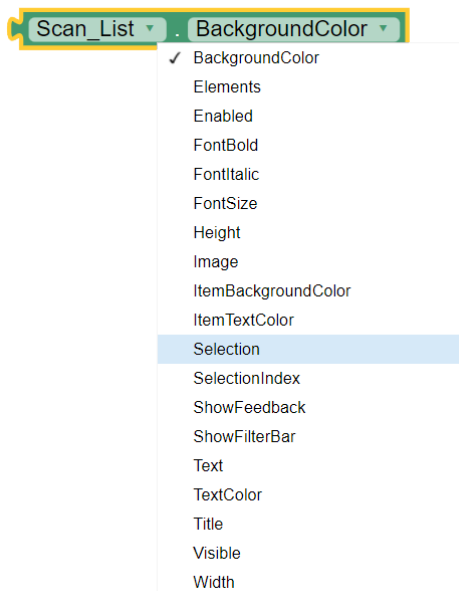 Scan_List . BackgroundColor
BackgroundColor
Elements
Enabled
FontBold
FontItalic
FontSize
Height
Image
ItemBackgroundColor
ItemTextColor
Selection
SelectionIndex
ShowFeedback
ShowFilterBar
Text
TextColor
Title
Visible
Width